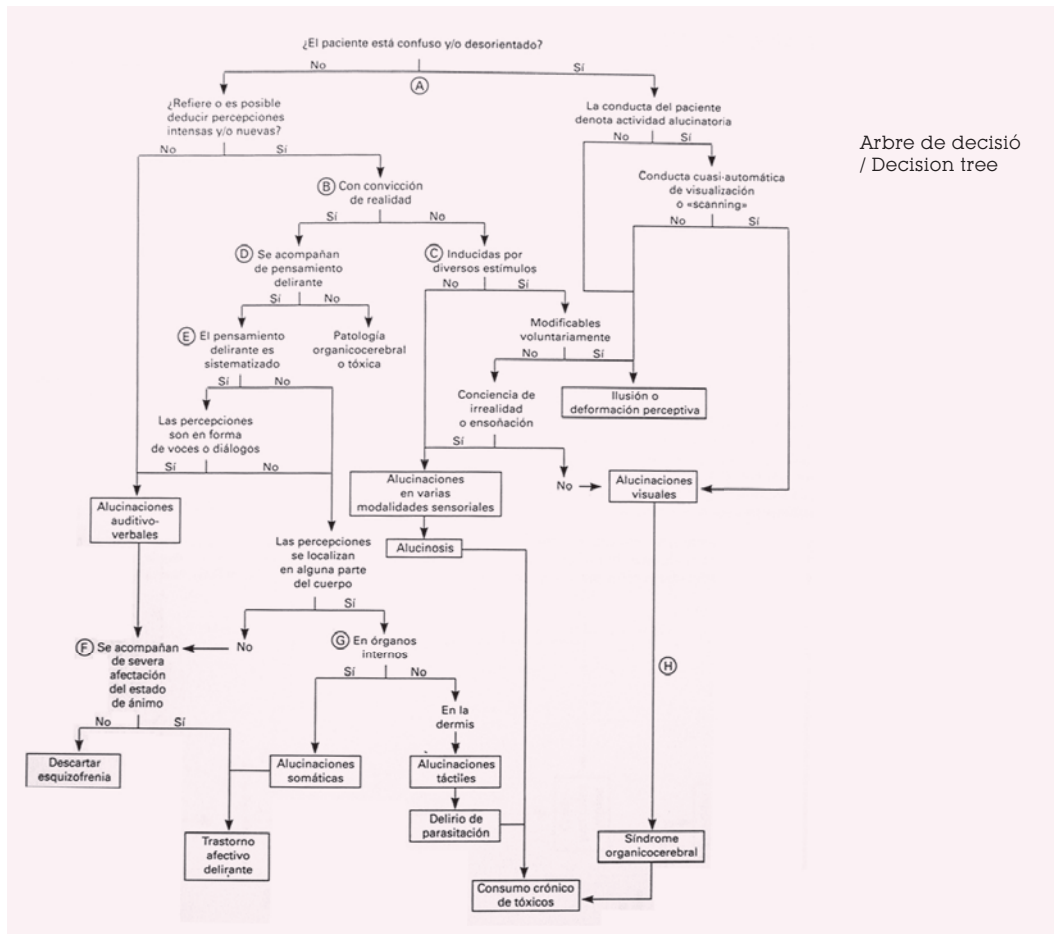 ¿El paciente está confuso y/o desorientado?
No
Sí
A
¿Refiere o es posible
deducir percepciones
intensas y/o nuevas?
No
Sí
La conducta del paciente
denota actividad alucinatoria
No
Sí
Arbre de decisió
/ Decision tree
B Con convicción
de realidad
Sí
No
Conducta cuasi-automática
de visualización
o «scanning»
No
Sí
D Se acompañan
de pensamiento
delirante
Sí
No
C Inducidas por
diversos estímulos
No
Sí
E El pensamiento
delirante es
sistematizado
Sí
No
Patología
organicocerebral
o tóxica
Modificables
voluntariamente
No
Sí
Las percepciones
son en forma
de voces o diálogos
Sí
No
Conciencia de
irrealidad
o ensoñación
Sí
No
Ilusión o
deformación perceptiva
Alucinaciones
auditivo-
verbales
Alucinaciones
en varias
modalidades sensoriales
Alucinaciones
visuales
Alucinosis
Las percepciones
se localizan
en alguna parte
del cuerpo
No
Sí
F Se acompañan
de severa
afectación
del estado
de ánimo
No
Sí
G En órganos
internos
Sí
No
H
En la
dermis
Descartar
esquizofrenia
Alucinaciones
somáticas
Alucinaciones
táctiles
Delirio de
parasitación
Trastorno
afectivo
delirante
Síndrome
organicocerebral
Consumo crónico
de tóxicos